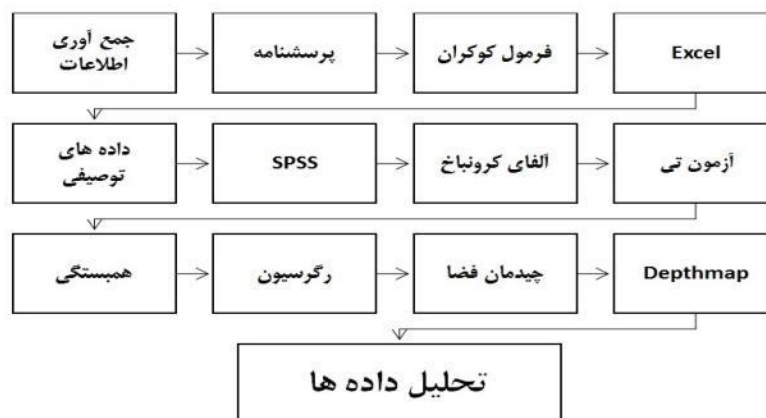 جمع آوری
اطلاعات
پرسشنامه
فرمول کوکران
Excel
داده های
توصیفی
SPSS
آلفای کرونباخ
آزمون تی
همبستگی
رگرسیون
چیدمان فضا
Depthmap
تحلیل داده ها